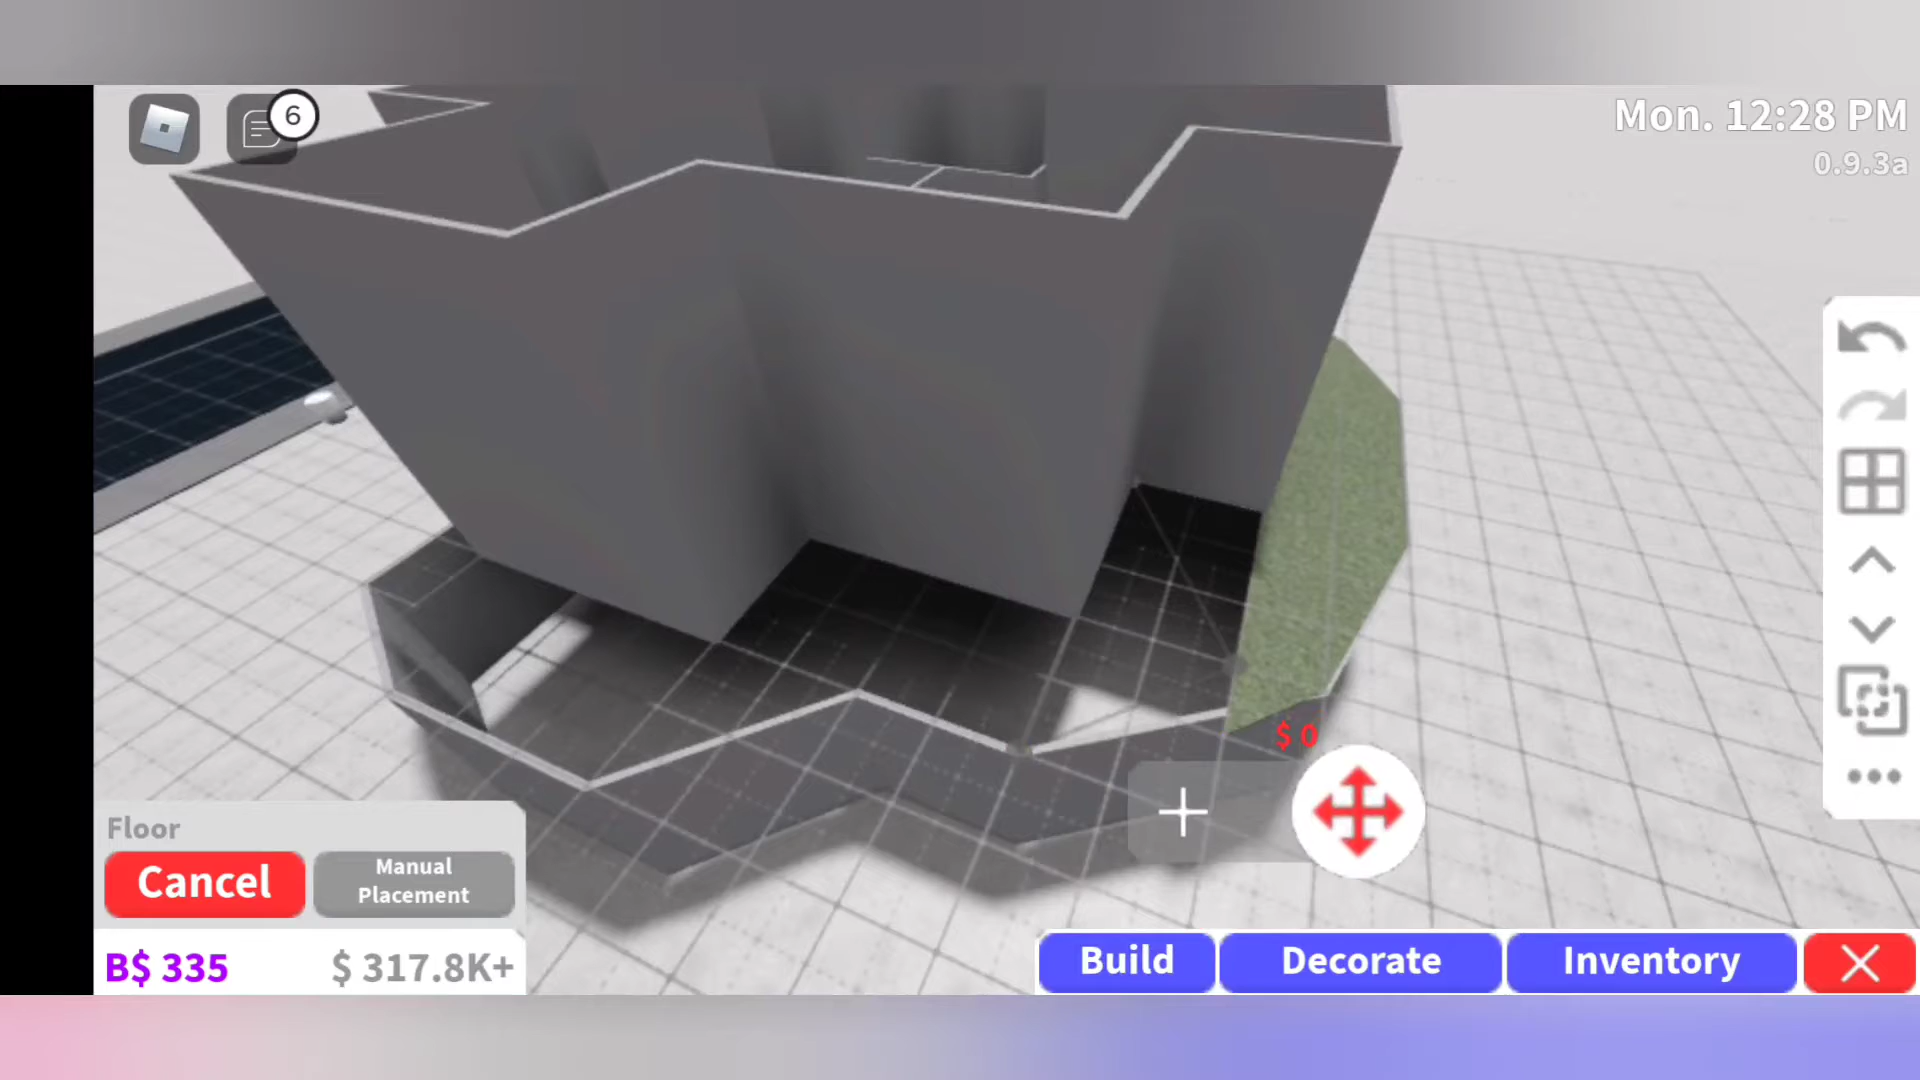 6
Mon. 12:28 PM
0.9.3a
$ 0
Floor
Cancel
Manual
Placement
B$ 335
$ 317.8K+
Build
Decorate
Inventory